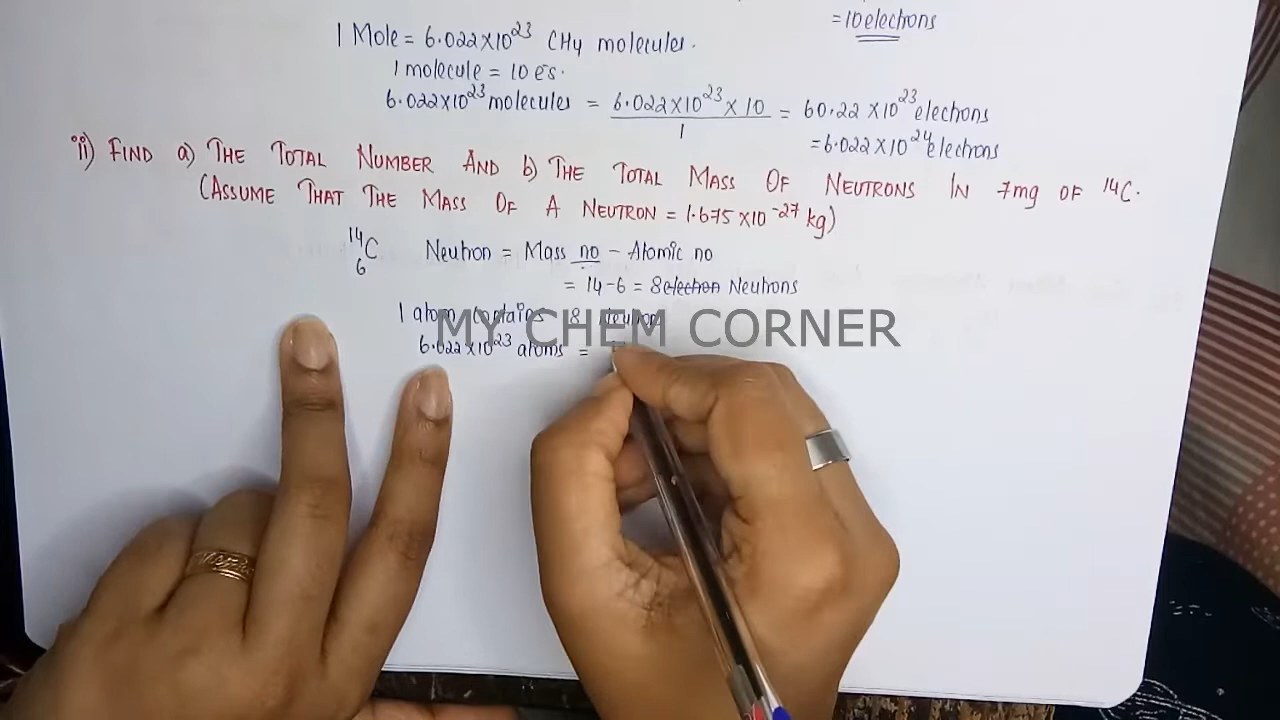 = 10 electrons
1 Mole = 6.022×10²³ CH4 molecules.
1 molecule = 10 es.
6.022×10²³ molecules = 6.022×10²³ × 10 / 1 = 60.22 ×10²³ electrons
= 6.022×10²⁴ electrons
ii) FIND a) THE TOTAL NUMBER AND b) THE TOTAL MASS OF NEUTRONS IN 7mg OF ¹⁴C.
(ASSUME THAT THE MASS OF A NEUTRON = 1.675×10⁻²⁷ kg)
¹⁴₆C Neutron = Mass no - Atomic no
= 14-6 = 8 electron Neutrons
1 atom contains 8 Neutrons
MY CHEM CORNER
6.022×10²³ atoms =